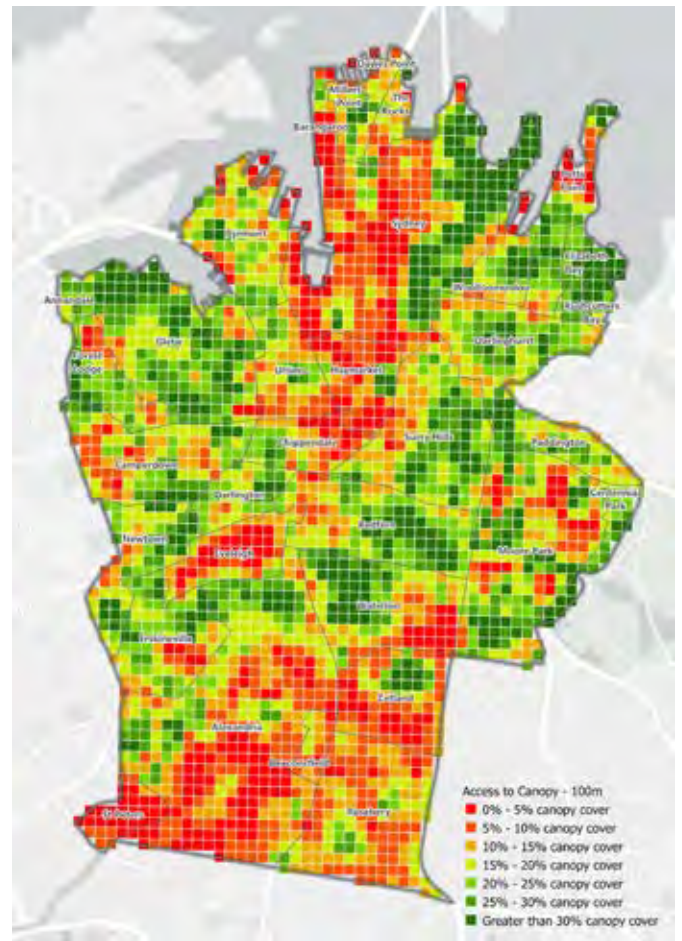 Dawes Point
Millers
Point
The
Rocks
Barangaroo
Potts
Point
Sydney
Pyrmont
Elizabeth
Bay
Woolloomooloo
Rushcutters
Bay
Annandale
Glebe
Darlinghurst
Forest
Lodge
Ultimo
Haymarket
Chippendale
Surry Hills
Paddington
Camperdown
Centennial
Park
Darlington
Redfern
Newtown
Moore Park
Eveleigh
Waterloo
Erskineville
Zetland
Alexandria
Beaconsfield
St Peters
Rosebery
Access to Canopy - 100m
0% - 5% canopy cover
5% - 10% canopy cover
10% - 15% canopy cover
15% - 20% canopy cover
20% - 25% canopy cover
25% - 30% canopy cover
Greater than 30% canopy cover